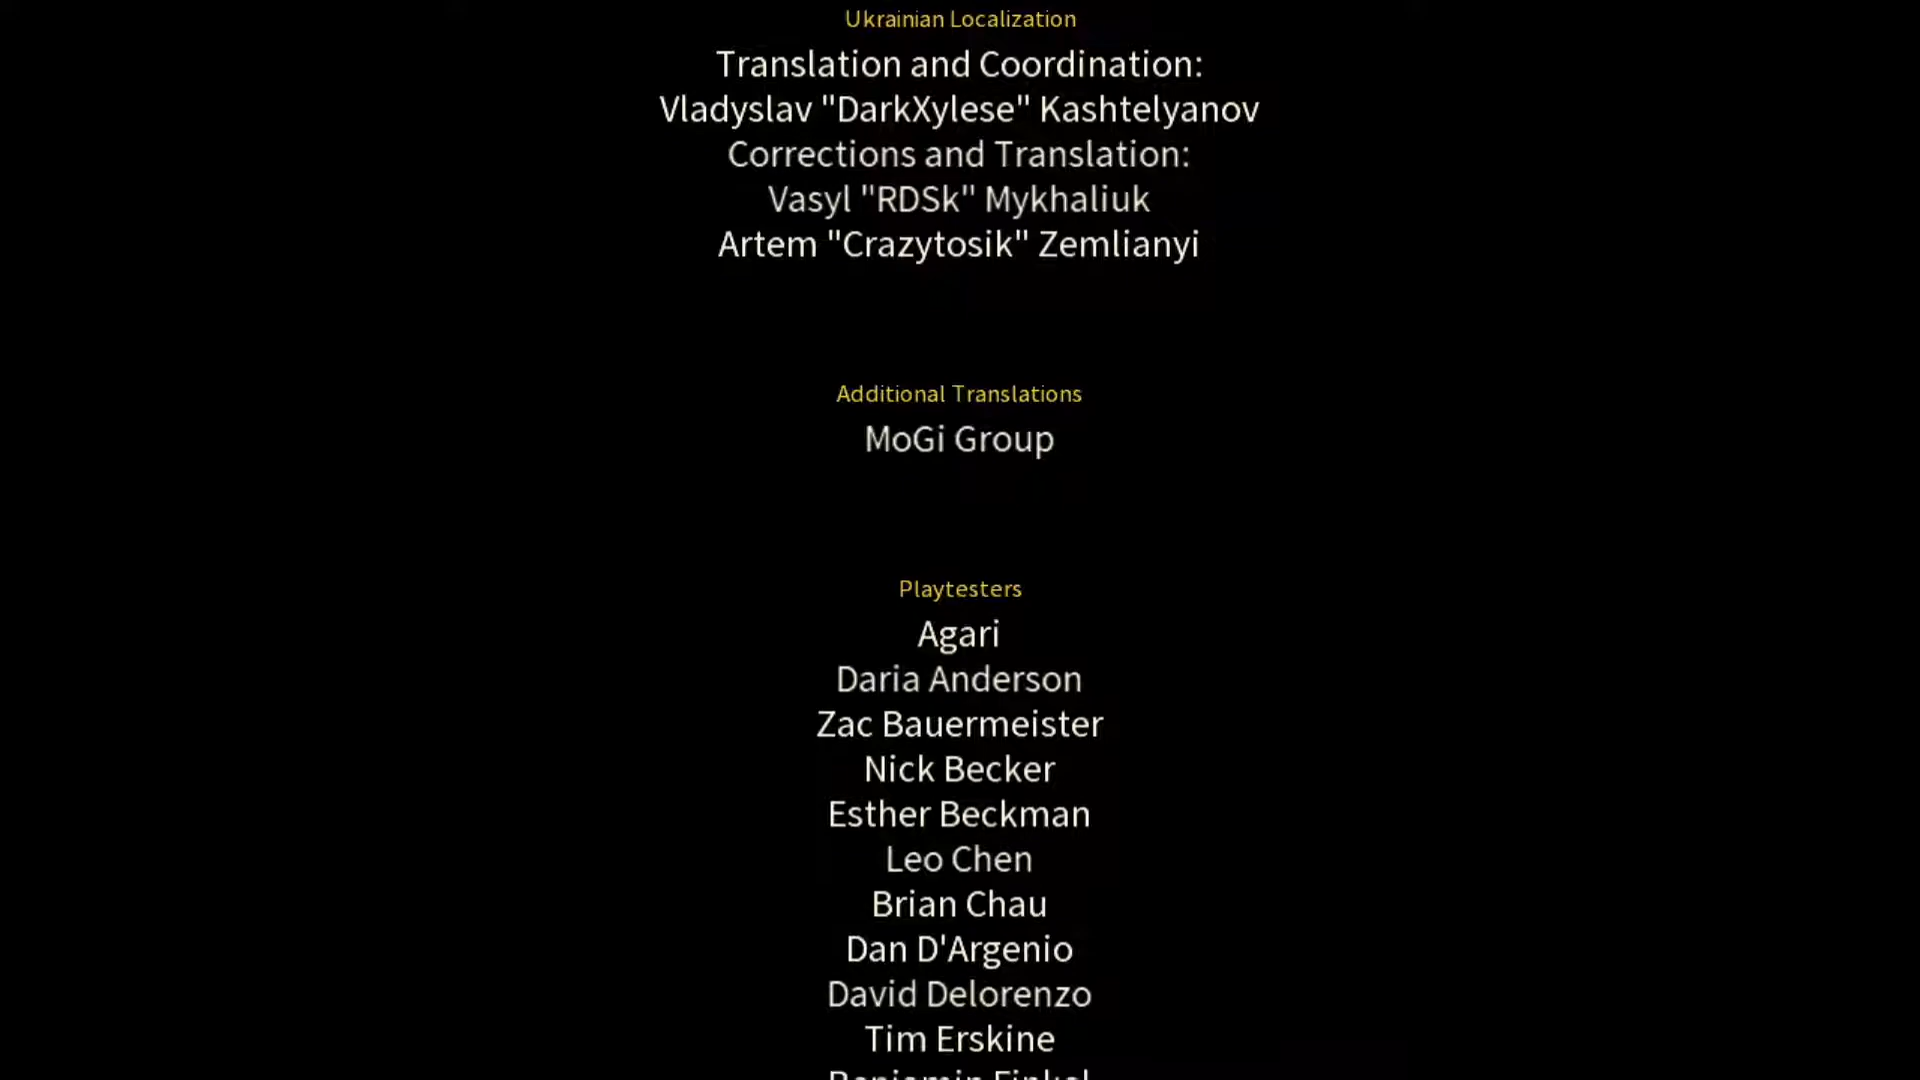 Ukrainian Localization
Translation and Coordination:
Vladyslav "DarkXylese" Kashtelyanov
Corrections and Translation:
Vasyl "RDSk" Mykhaliuk
Artem "Crazytosik" Zemlianyi
Additional Translations
MoGi Group
Playtesters
Agari
Daria Anderson
Zac Bauermeister
Nick Becker
Esther Beckman
Leo Chen
Brian Chau
Dan D'Argenio
David Delorenzo
Tim Erskine
Benjamin Finkel